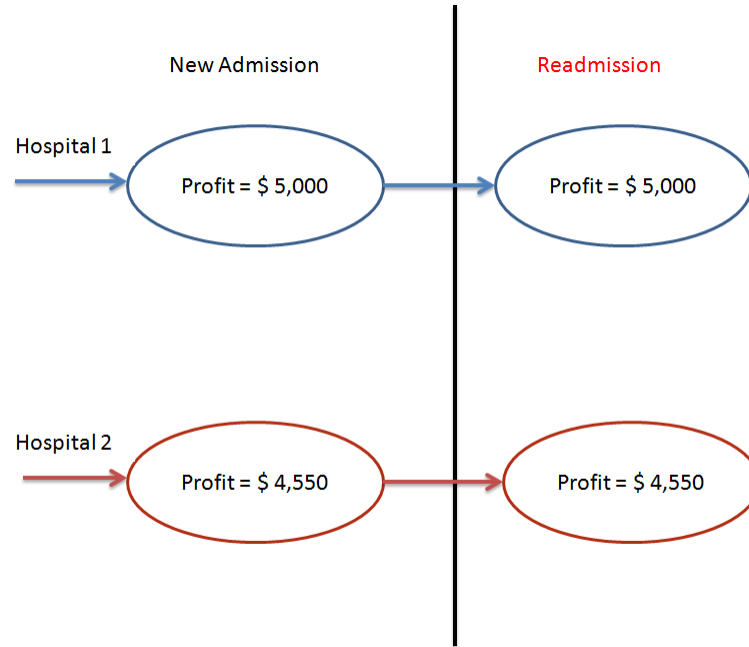 New Admission
Readmission
Hospital 1
Profit = $ 5,000
Profit = $ 5,000
Hospital 2
Profit = $ 4,550
Profit = $ 4,550